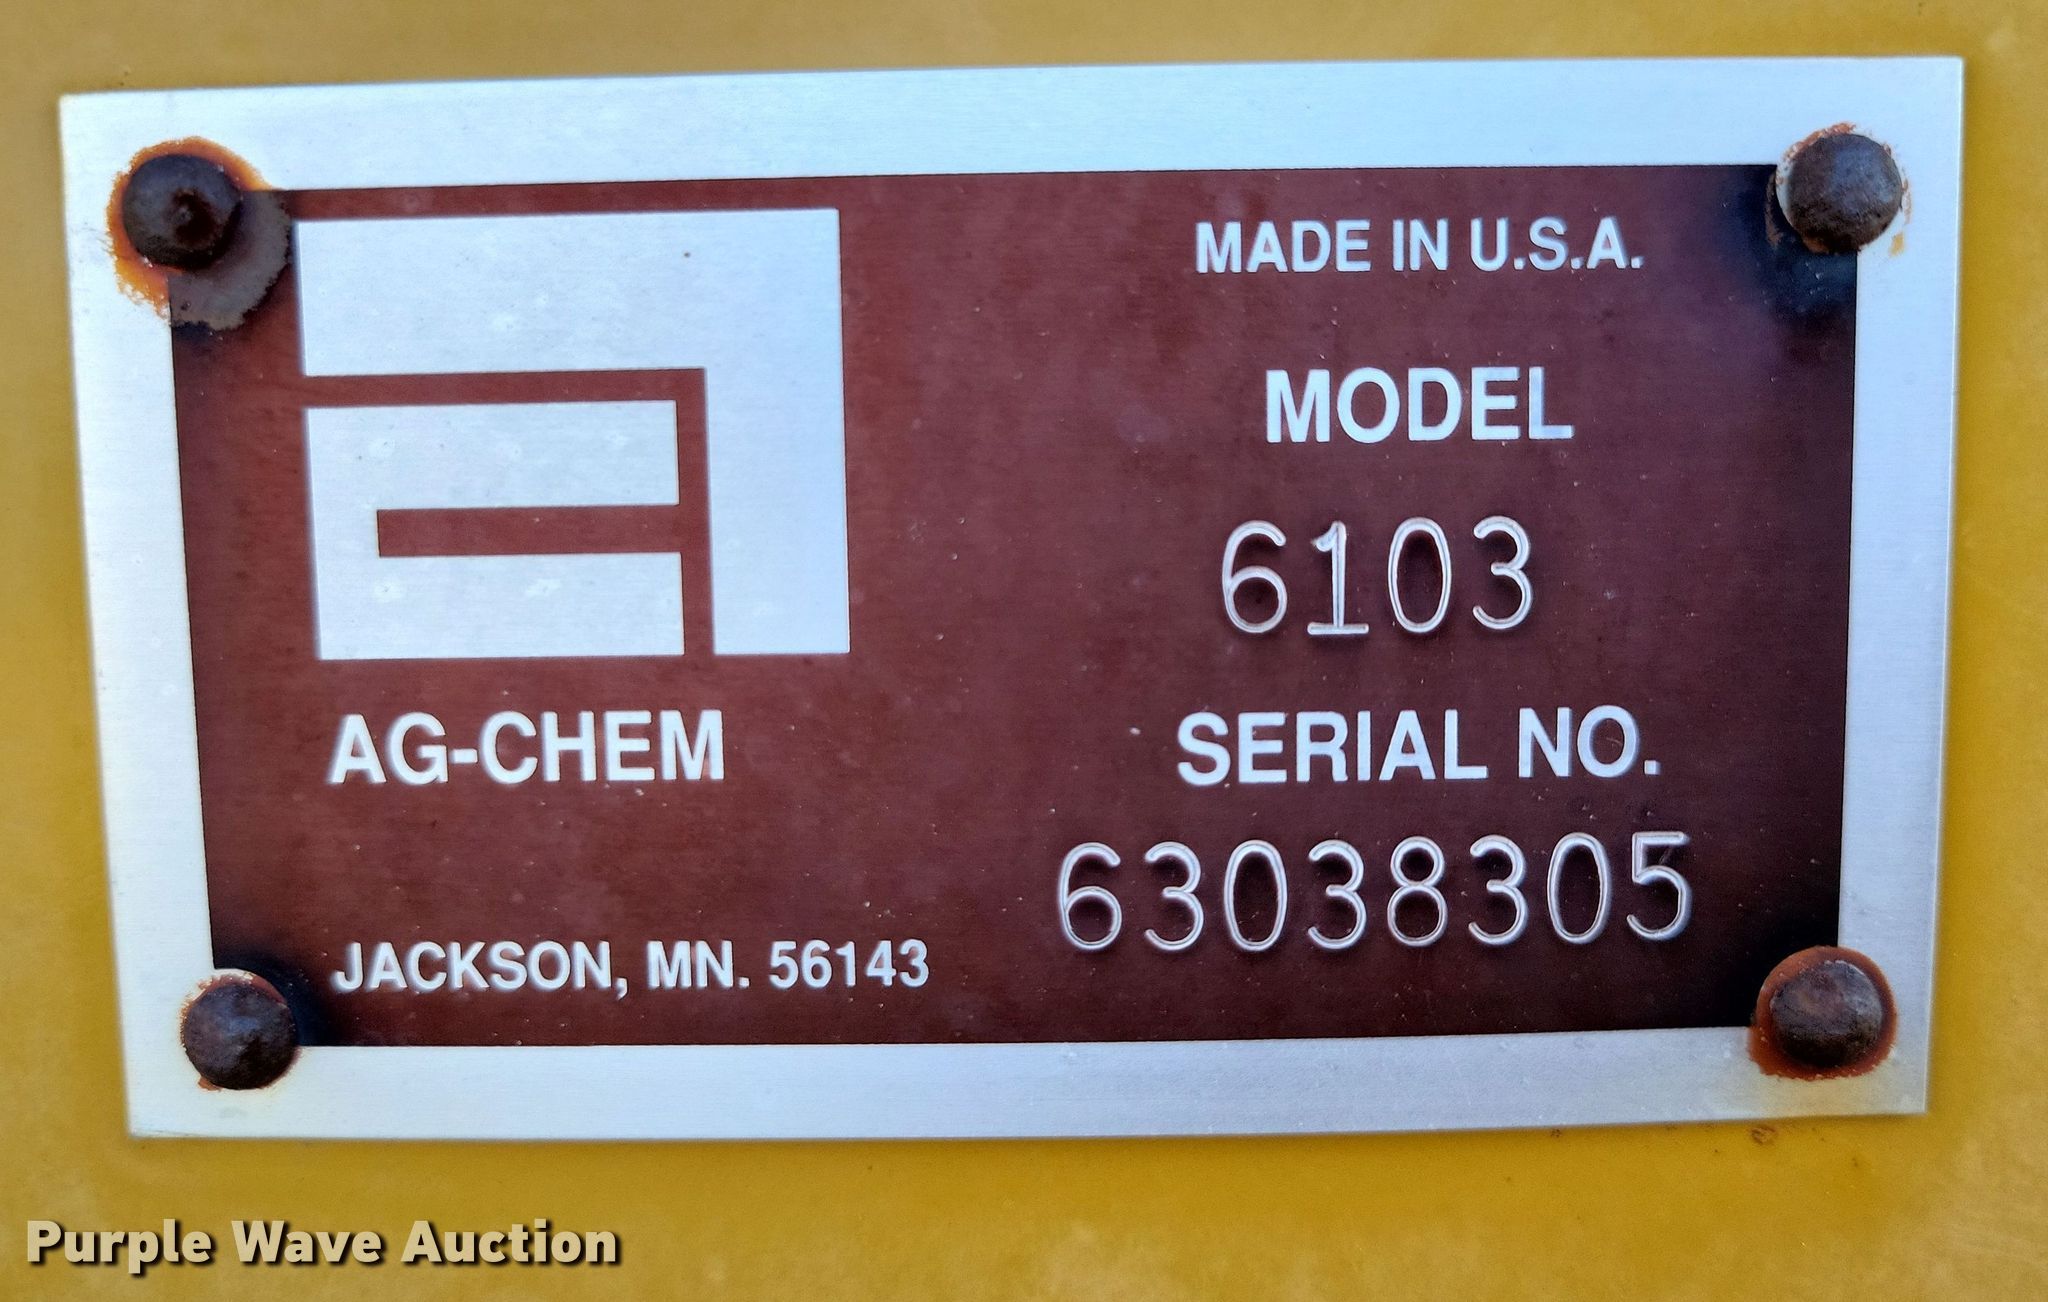 MADE IN U.S.A.
MODEL
6103
AG-CHEM
SERIAL NO.
63038305
JACKSON, MN. 56143
Purple Wave Auction